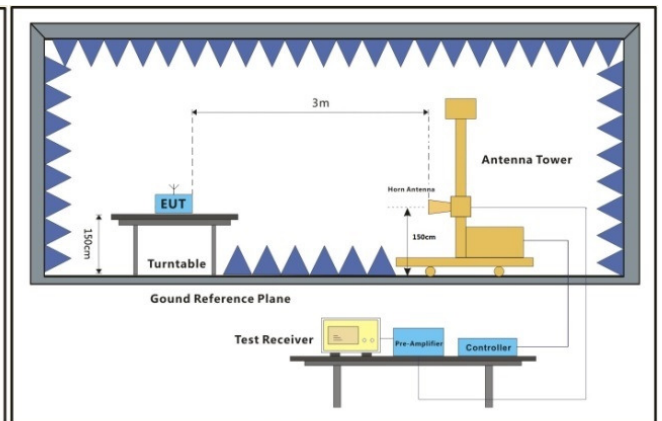 3m
Antenna Tower
Horn Antenna
EUT
150cm
150cm
Turntable
Gound Reference Plane
Test Receiver
Pre-Amplifier
Controller